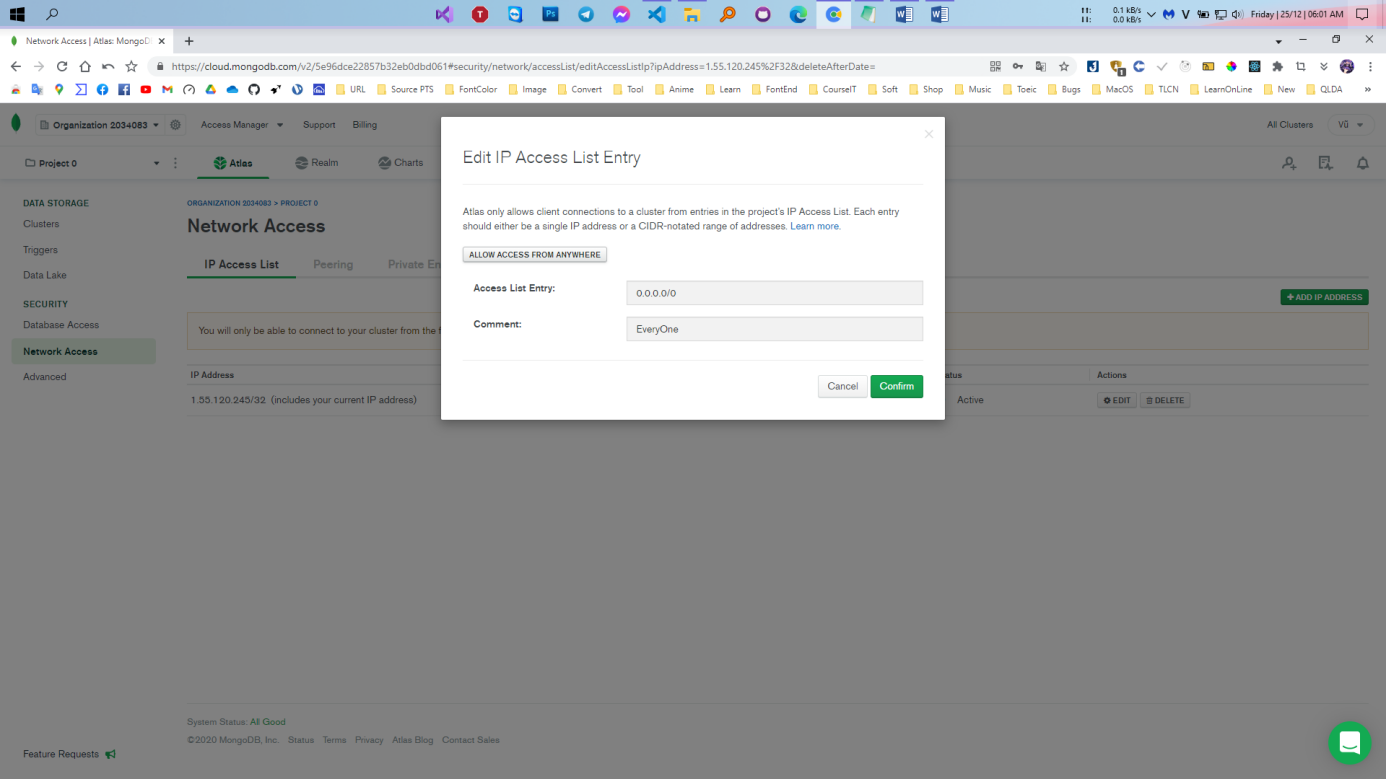 11: 0.1 kB/s
11: 0.0 kB/s
Friday | 25/12 | 06:01 AM
Network Access | Atlas: MongoD
https://cloud.mongodb.com/v2/5e96dce22857b32eb0dbd061#security/network/accessList/editAccessListIp?ipAddress=1.55.120.245%2F32&deleteAfterDate=
URL Source PTS FontColor Image Convert Tool Anime Learn FontEnd CourseIT Soft Shop Music Toeic Bugs MacOS TLCN LearnOnLine New QLDA
Organization 2034083 Access Manager Support Billing All Clusters Vũ
Project 0 Atlas Realm Charts
DATA STORAGE
Clusters
Triggers
Data Lake
SECURITY
Database Access
Network Access
Advanced
Feature Requests
ORGANIZATION 2034083 > PROJECT 0
Network Access
IP Access List Peering Private En
+ ADD IP ADDRESS
You will only be able to connect to your cluster from the f
IP Address atus Actions
1.55.120.245/32 (includes your current IP address) Active EDIT DELETE
Edit IP Access List Entry
Atlas only allows client connections to a cluster from entries in the project's IP Access List. Each entry
should either be a single IP address or a CIDR-notated range of addresses. Learn more.
ALLOW ACCESS FROM ANYWHERE
Access List Entry: 0.0.0.0/0
Comment: EveryOne
Cancel Confirm
System Status: All Good
©2020 MongoDB, Inc. Status Terms Privacy Atlas Blog Contact Sales